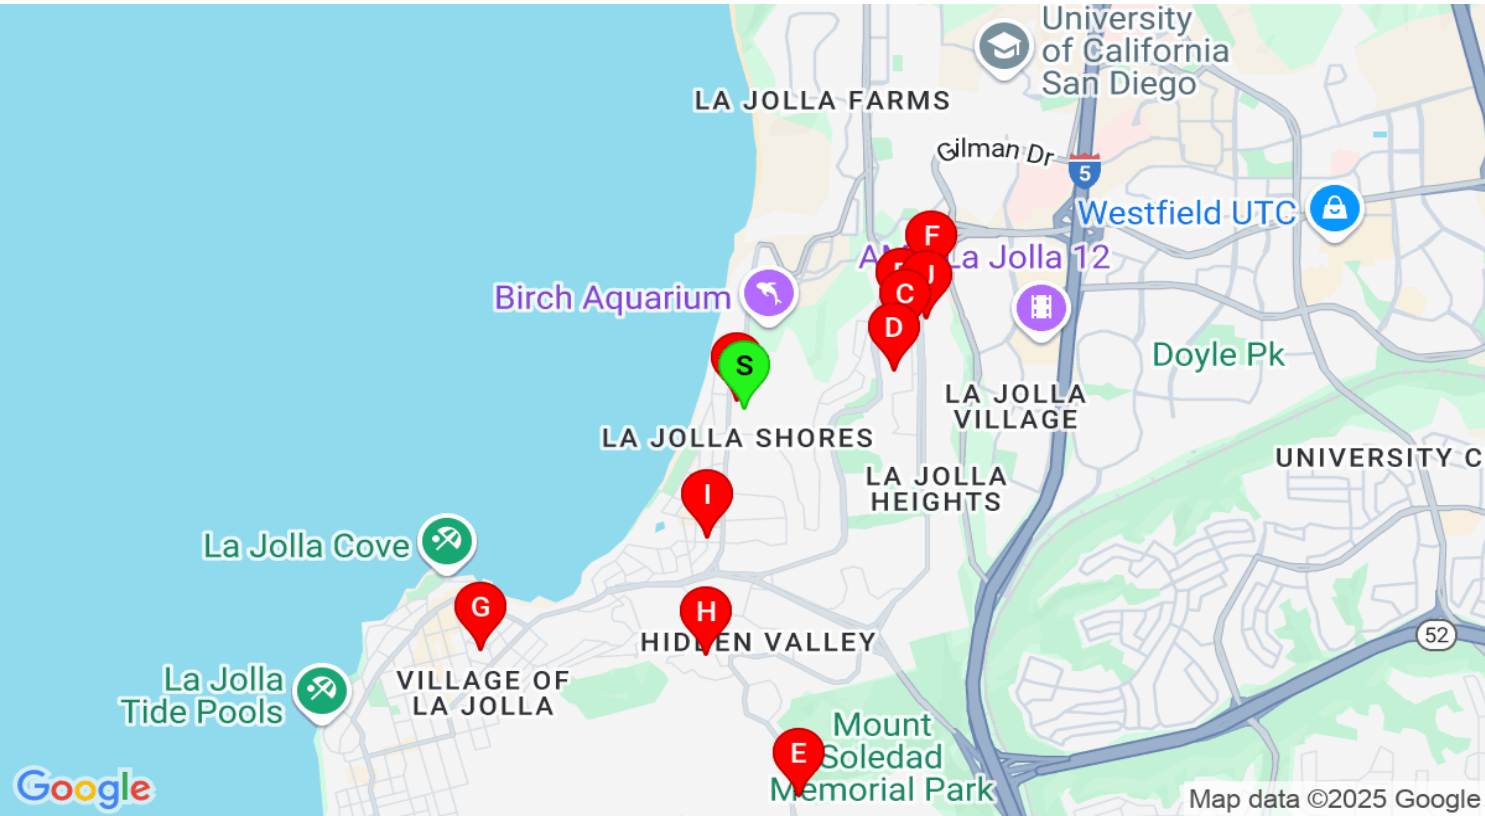 University
of California
San Diego
LA JOLLA FARMS
Gilman Dr
5
Westfield UTC
F
La Jolla 12
J
C
Birch Aquarium
D
Doyle Pk
S
LA JOLLA
VILLAGE
LA JOLLA SHORES
UNIVERSITY C
LA JOLLA
HEIGHTS
I
La Jolla Cove
G
H
HIDDEN VALLEY
52
La Jolla
Tide Pools
VILLAGE OF
LA JOLLA
E
Mount
Soledad
Memorial Park
Google
Map data ©2025 Google